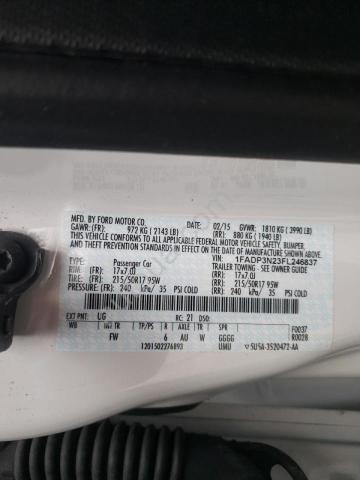 MFD. BY FORD MOTOR CO. 02/15 GVWR: 1810 KG ( 3990 LB)
GAWR:(FR): 972 KG ( 2143 LB) (RR): 880 KG ( 1940 LB)
THIS VEHICLE CONFORMS TO ALL APPLICABLE FEDERAL MOTOR VEHICLE SAFETY, BUMPER,
AND THEFT PREVENTION STANDARDS IN EFFECT ON THE DATE OF MANUFACTURE SHOWN ABOVE.
VIN: 1FADP3N23FL246837
TYPE: Passenger Car TRAILER TOWING - SEE OWNER GUIDE
RIM: (FR): 17x7.0J (RR): 17x7.0J
TIRE: 215/50R17 95W 215/50R17 95W
PRESSURE: (FR): 240 kPa/ 35 PSI COLD (RR): 240 kPa/ 35 PSI COLD
EXT PNT: UG RC: 21 DSO: F0037
WB INT TR TP/PS R AXLE TR SPR R0028
FW 6 AU W GGGG
1201502276893 UMU SU5A-3520472-AA